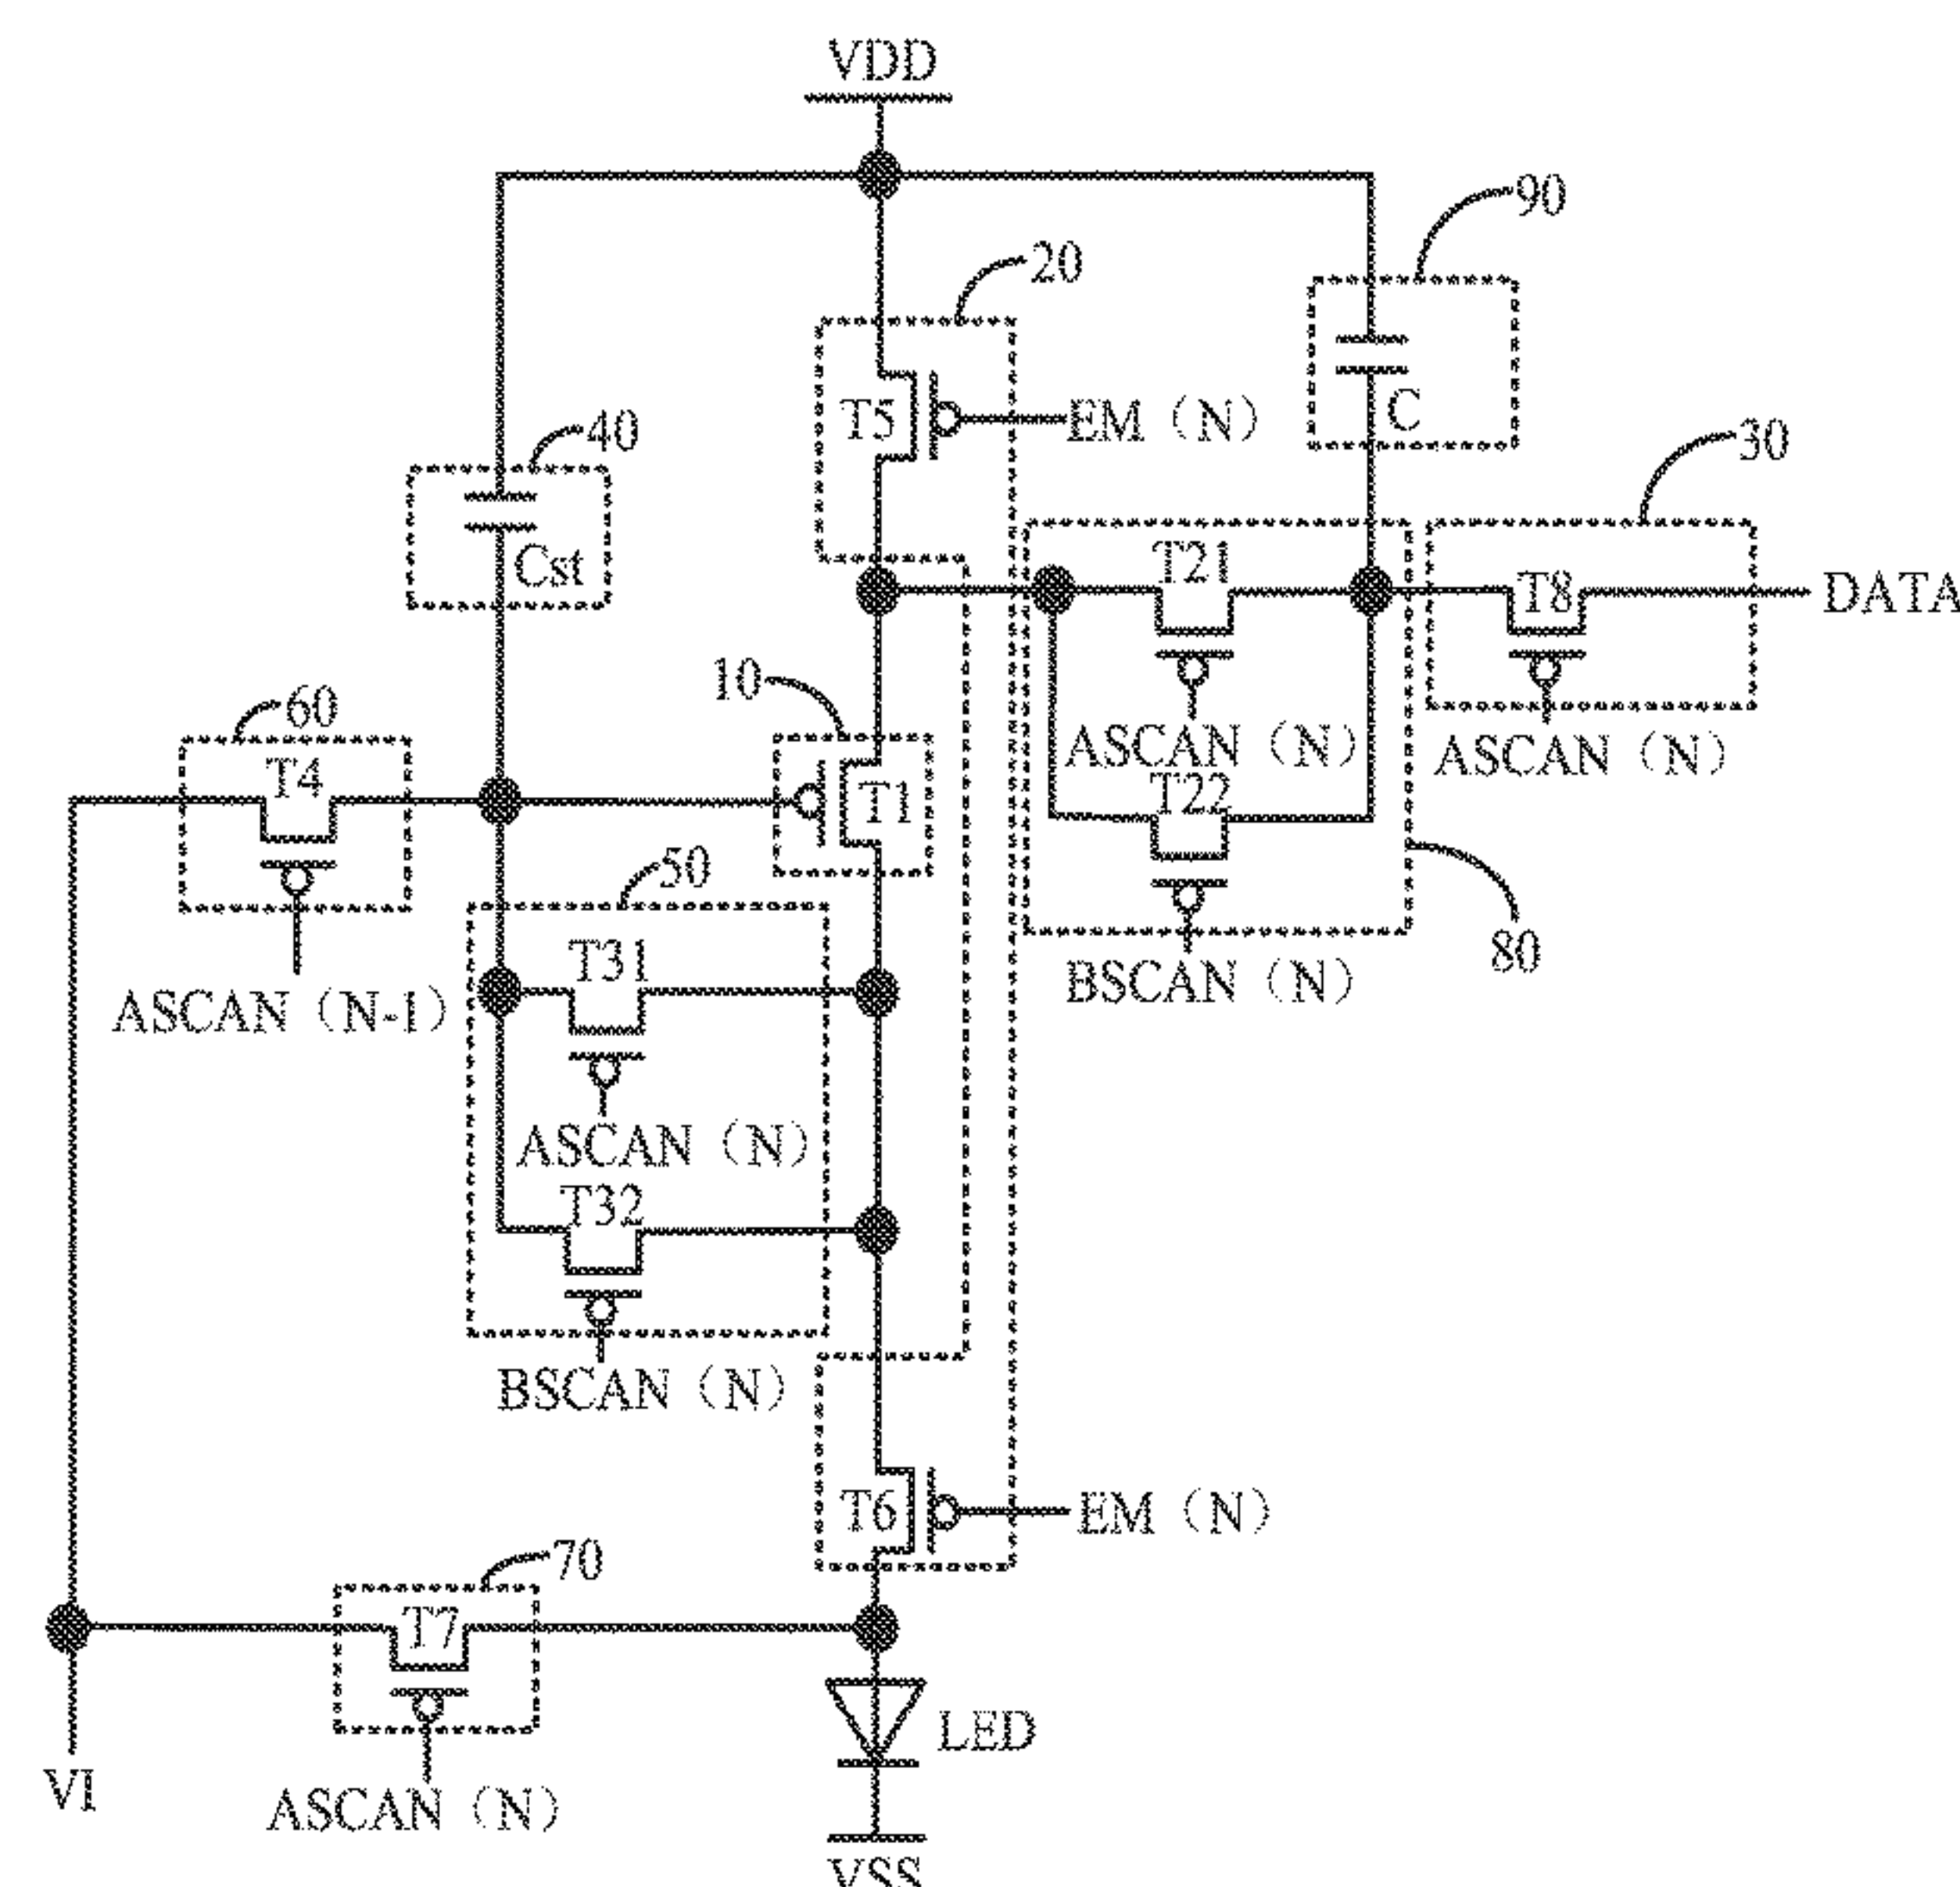 VDD
90
20
T5
EM（N）
C
40
30
Cst
T21
T8
DATA
10
60
T4
T1
ASCAN（N）
ASCAN（N）
T22
50
80
T31
BSCAN（N）
ASCAN（N-1）
ASCAN（N）
T32
BSCAN（N）
T6
EM（N）
70
T7
LED
VI
ASCAN（N）
VSS